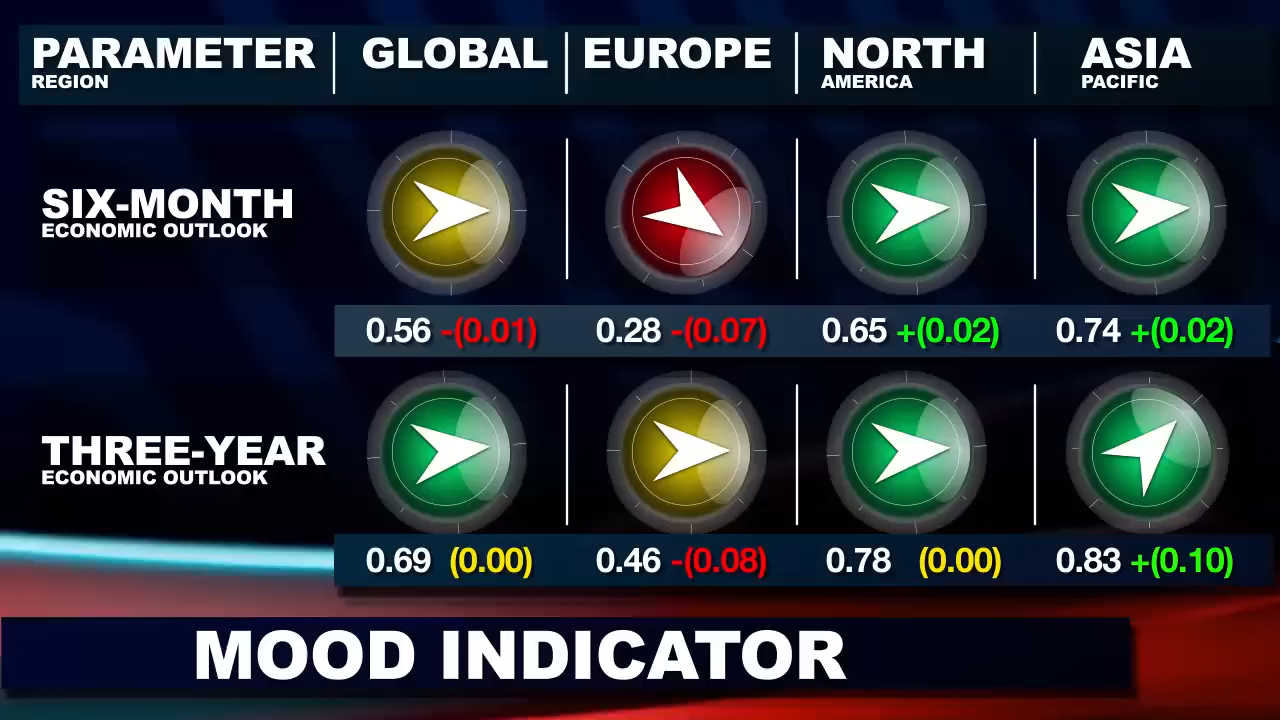 PARAMETER GLOBAL EUROPE NORTH ASIA
REGION AMERICA PACIFIC
SIX-MONTH
ECONOMIC OUTLOOK
0.56 -(0.01) 0.28 -(0.07) 0.65 +(0.02) 0.74 +(0.02)
THREE-YEAR
ECONOMIC OUTLOOK
0.69 (0.00) 0.46 -(0.08) 0.78 (0.00) 0.83 +(0.10)
MOOD INDICATOR